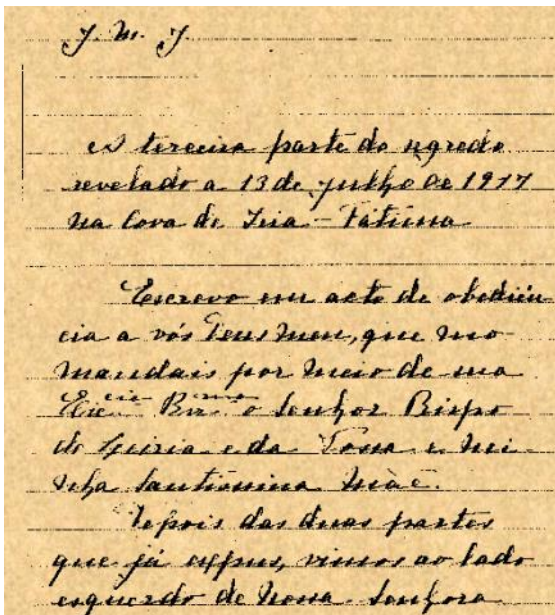 J. M. J.
A terceira parte do segredo
revelado a 13 de julho de 1917
na Cova de Iria - Fátima
Escrevo em acto de obediên-
cia a vós Deus meu, que mo
mandais por meio de sua
Ex.cia Rev.ma o Senhor Bispo
de Leiria e da Vossa e mi-
nha Santíssima Mãe.
Depois das duas partes
que já expus, vimos ao lado
esquerdo de Nossa Senhora